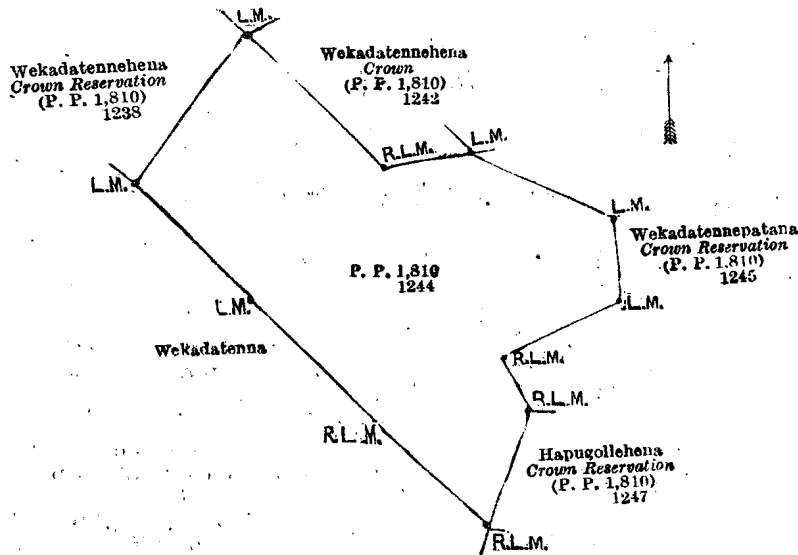 L.M.
Wekadatennehena
Crown Reservation
(P. P. 1,810)
1238
Wekadatennehena
Crown
(P. P. 1,810)
1242
R.L.M.
L.M.
L.M.
L.M.
Wekadatennepatana
Crown Reservation
(P. P. 1,810)
1245
P. P. 1,810
1244
L.M.
L.M.
Wekadatenna
R.L.M.
R.L.M.
R.L.M.
Hapugollehena
Crown Reservation
(P. P. 1,810)
1247
R.L.M.